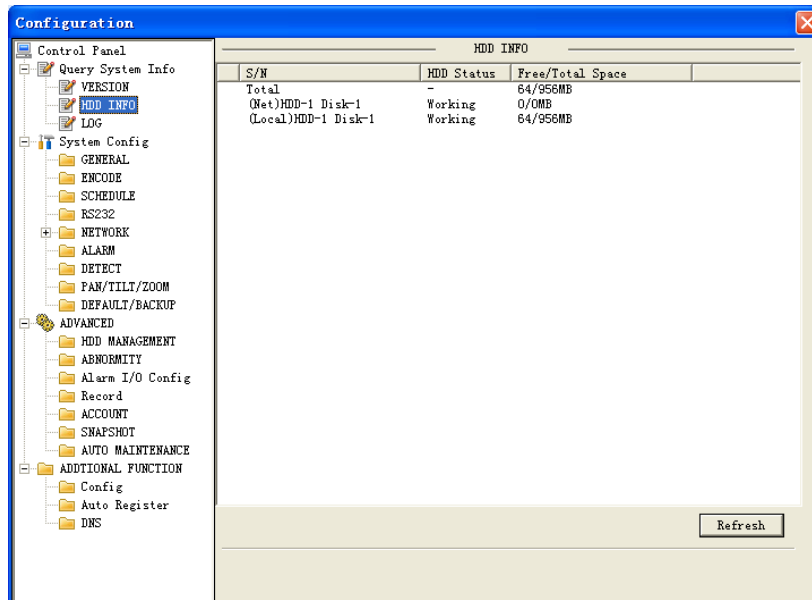 Configuration
Control Panel
Query System Info
VERSION
HDD INFO
LOG
System Config
GENERAL
ENCODE
SCHEDULE
RS232
NETWORK
ALARM
DETECT
PAN/TILT/ZOOM
DEFAULT/BACKUP
ADVANCED
HDD MANAGEMENT
ABNORMITY
Alarm I/O Config
Record
ACCOUNT
SNAPSHOT
AUTO MAINTENANCE
ADDTIONAL FUNCTION
Config
Auto Register
DNS
HDD INFO
S/N HDD Status Free/Total Space
Total - 64/956MB
(Net)HDD-1 Disk-1 Working 0/0MB
(Local)HDD-1 Disk-1 Working 64/956MB
Refresh